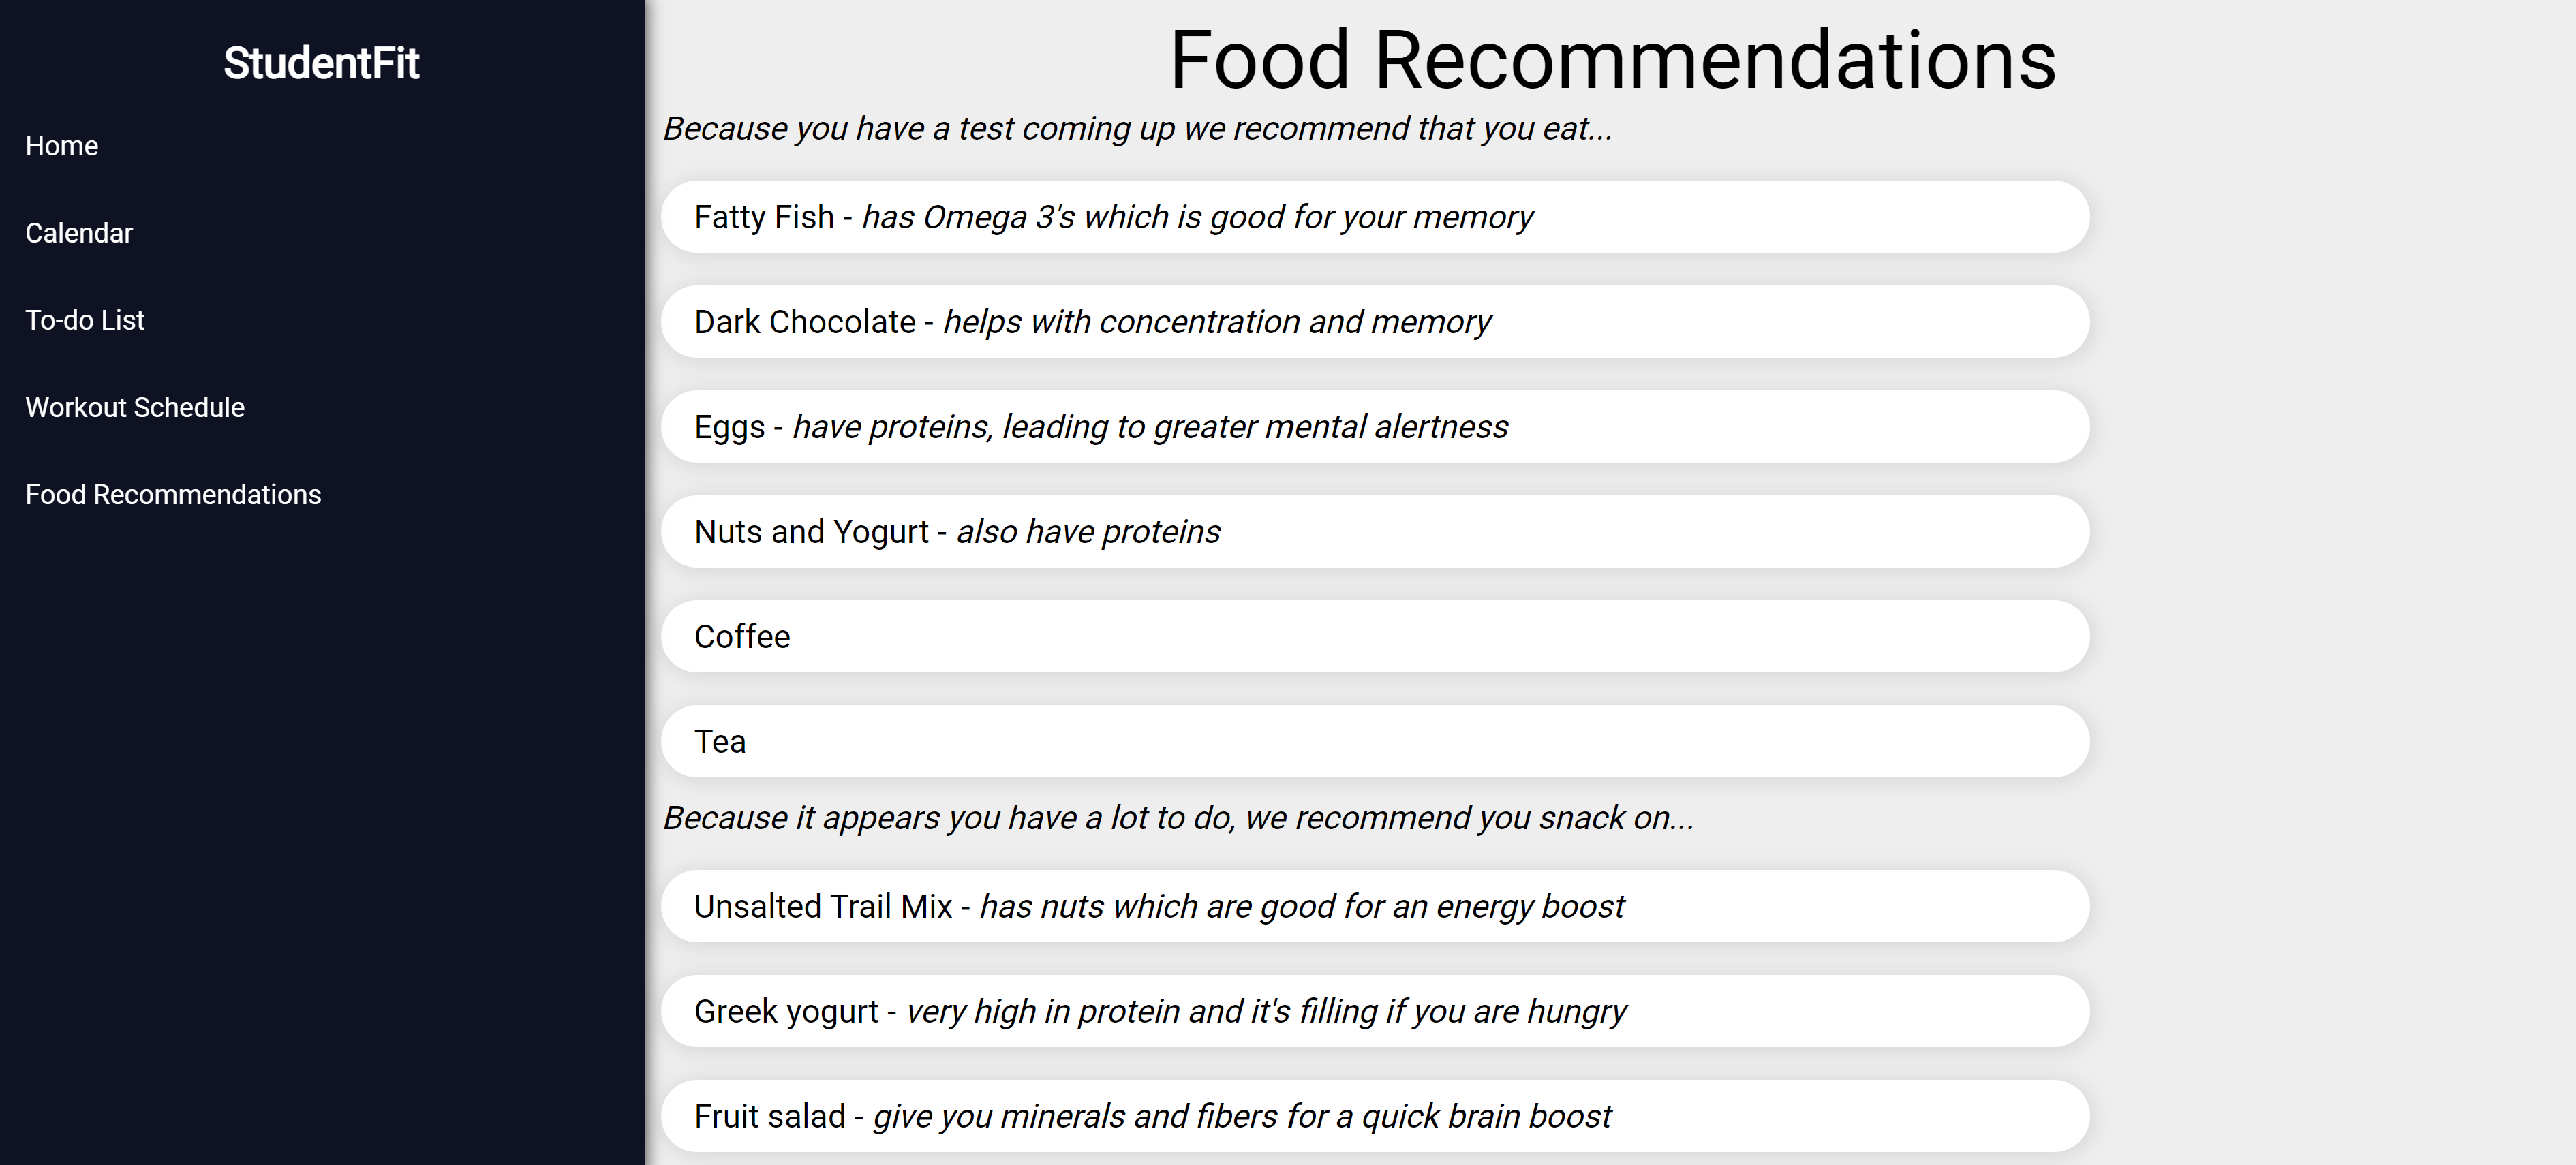 StudentFit
Home
Calendar
To-do List
Workout Schedule
Food Recommendations
Food Recommendations
Because you have a test coming up we recommend that you eat...
Fatty Fish - has Omega 3's which is good for your memory
Dark Chocolate - helps with concentration and memory
Eggs - have proteins, leading to greater mental alertness
Nuts and Yogurt - also have proteins
Coffee
Tea
Because it appears you have a lot to do, we recommend you snack on...
Unsalted Trail Mix - has nuts which are good for an energy boost
Greek yogurt - very high in protein and it's filling if you are hungry
Fruit salad - give you minerals and fibers for a quick brain boost